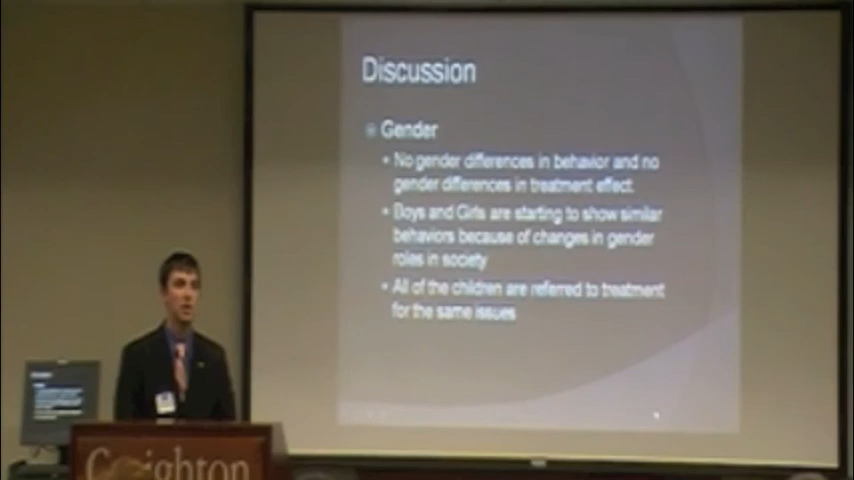 Discussion
Gender
• No gender differences in behavior and no
gender differences in treatment effect.
• Boys and Girls are starting to show similar
behaviors because of changes in gender
roles in society
• All of the children are referred to treatment
for the same issues
Creighton